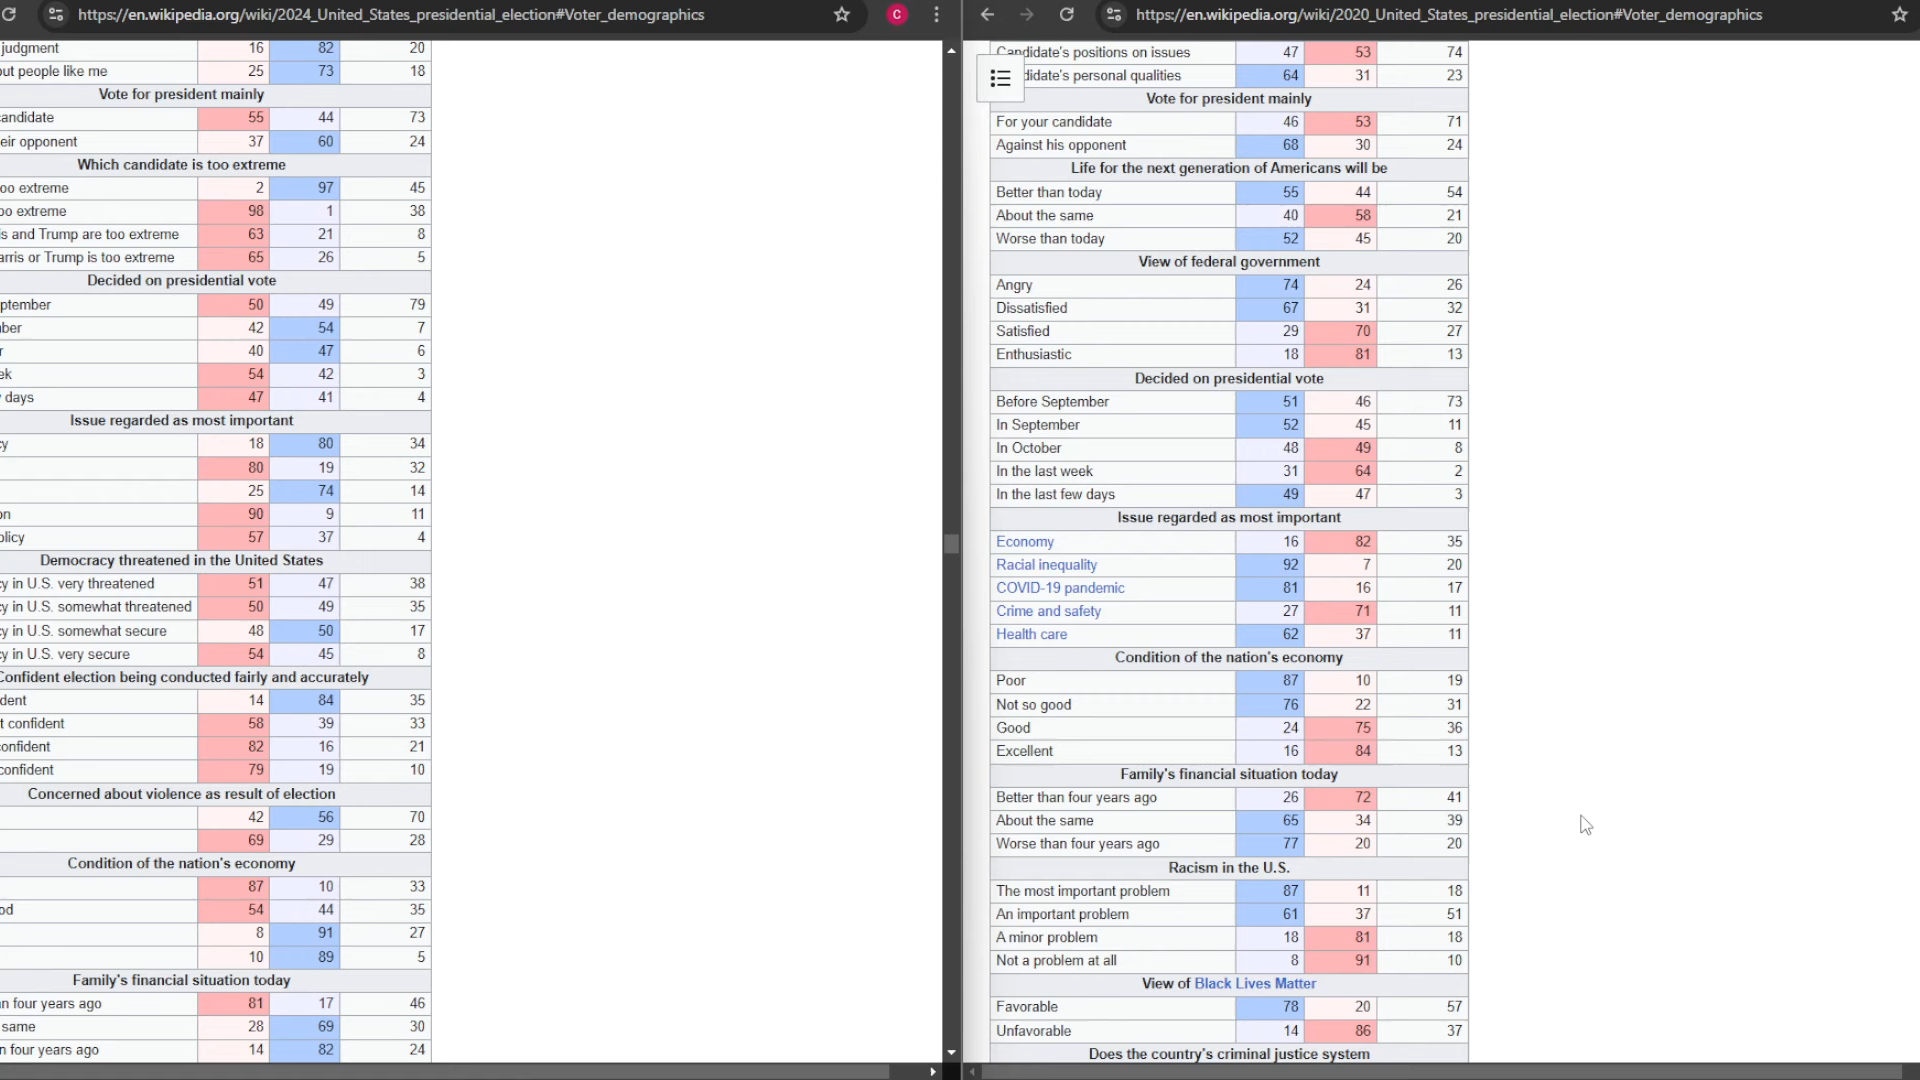 https://en.wikipedia.org/wiki/2024_United_States_presidential_election#Voter_demographics
C
judgment 16 82 20
out people like me 25 73 18
Vote for president mainly
candidate 55 44 73
eir opponent 37 60 24
Which candidate is too extreme
oo extreme 2 97 45
oo extreme 98 1 38
is and Trump are too extreme 63 21 8
arris or Trump is too extreme 65 26 5
Decided on presidential vote
ptember 50 49 79
ber 42 54 7
r 40 47 6
ek 54 42 3
days 47 41 4
Issue regarded as most important
cy 18 80 34
80 19 32
25 74 14
on 90 9 11
olicy 57 37 4
Democracy threatened in the United States
cy in U.S. very threatened 51 47 38
cy in U.S. somewhat threatened 50 49 35
cy in U.S. somewhat secure 48 50 17
cy in U.S. very secure 54 45 8
Confident election being conducted fairly and accurately
dent 14 84 35
t confident 58 39 33
confident 82 16 21
confident 79 19 10
Concerned about violence as result of election
42 56 70
69 29 28
Condition of the nation's economy
87 10 33
od 54 44 35
8 91 27
10 89 5
Family's financial situation today
n four years ago 81 17 46
same 28 69 30
n four years ago 14 82 24
https://en.wikipedia.org/wiki/2020_United_States_presidential_election#Voter_demographics
Candidate's positions on issues 47 53 74
didate's personal qualities 64 31 23
Vote for president mainly
For your candidate 46 53 71
Against his opponent 68 30 24
Life for the next generation of Americans will be
Better than today 55 44 54
About the same 40 58 21
Worse than today 52 45 20
View of federal government
Angry 74 24 26
Dissatisfied 67 31 32
Satisfied 29 70 27
Enthusiastic 18 81 13
Decided on presidential vote
Before September 51 46 73
In September 52 45 11
In October 48 49 8
In the last week 31 64 2
In the last few days 49 47 3
Issue regarded as most important
Economy 16 82 35
Racial inequality 92 7 20
COVID-19 pandemic 81 16 17
Crime and safety 27 71 11
Health care 62 37 11
Condition of the nation's economy
Poor 87 10 19
Not so good 76 22 31
Good 24 75 36
Excellent 16 84 13
Family's financial situation today
Better than four years ago 26 72 41
About the same 65 34 39
Worse than four years ago 77 20 20
Racism in the U.S.
The most important problem 87 11 18
An important problem 61 37 51
A minor problem 18 81 18
Not a problem at all 8 91 10
View of Black Lives Matter
Favorable 78 20 57
Unfavorable 14 86 37
Does the country's criminal justice system